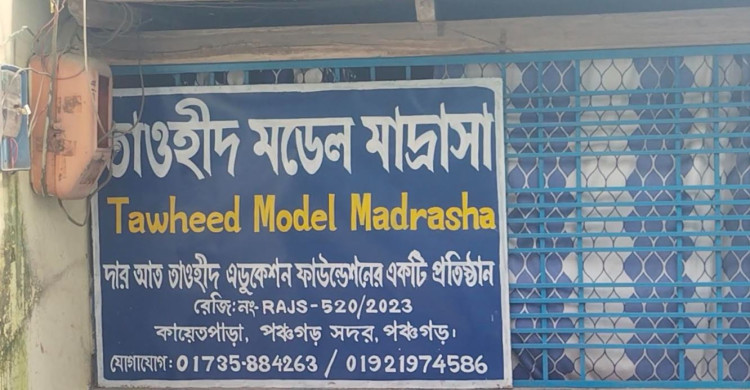 তাওহীদ মডেল মাদ্রাসা
Tawheed Model Madrasha
দার আত তাওহীদ এডুকেশন ফাউন্ডেশনের একটি প্রতিষ্ঠান
রেজি:নং-RAJS-520/2023
কায়েতপাড়া, পঞ্চগড় সদর, পঞ্চগড়।
যোগাযোগ: 01735-884263 / 01921974586